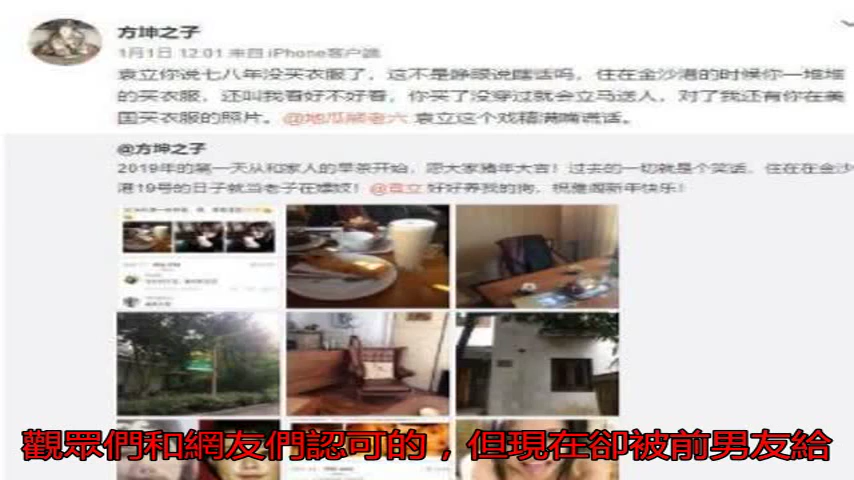 方坤之子
1月1日 12:01 来自 iPhone客户端
袁立你说七八年没买衣服了，这不是睁眼说瞎话吗，住在金沙港的时候你一堆堆
的买衣服，还叫我看好不好看，你买了没穿过就会立马送人，对了我还有你在美
国买衣服的照片。@地瓜熊老六 袁立这个戏精满嘴谎话。
@方坤之子
2019年的第一天从和家人的早茶开始，愿大家猪年大吉！过去的一切就是个笑话，住在在金沙
港19号的日子就当老子在嫖妓！@袁立 好好养我的狗，祝雅阁新年快乐！
觀眾們和網友們認可的，但現在卻被前男友給